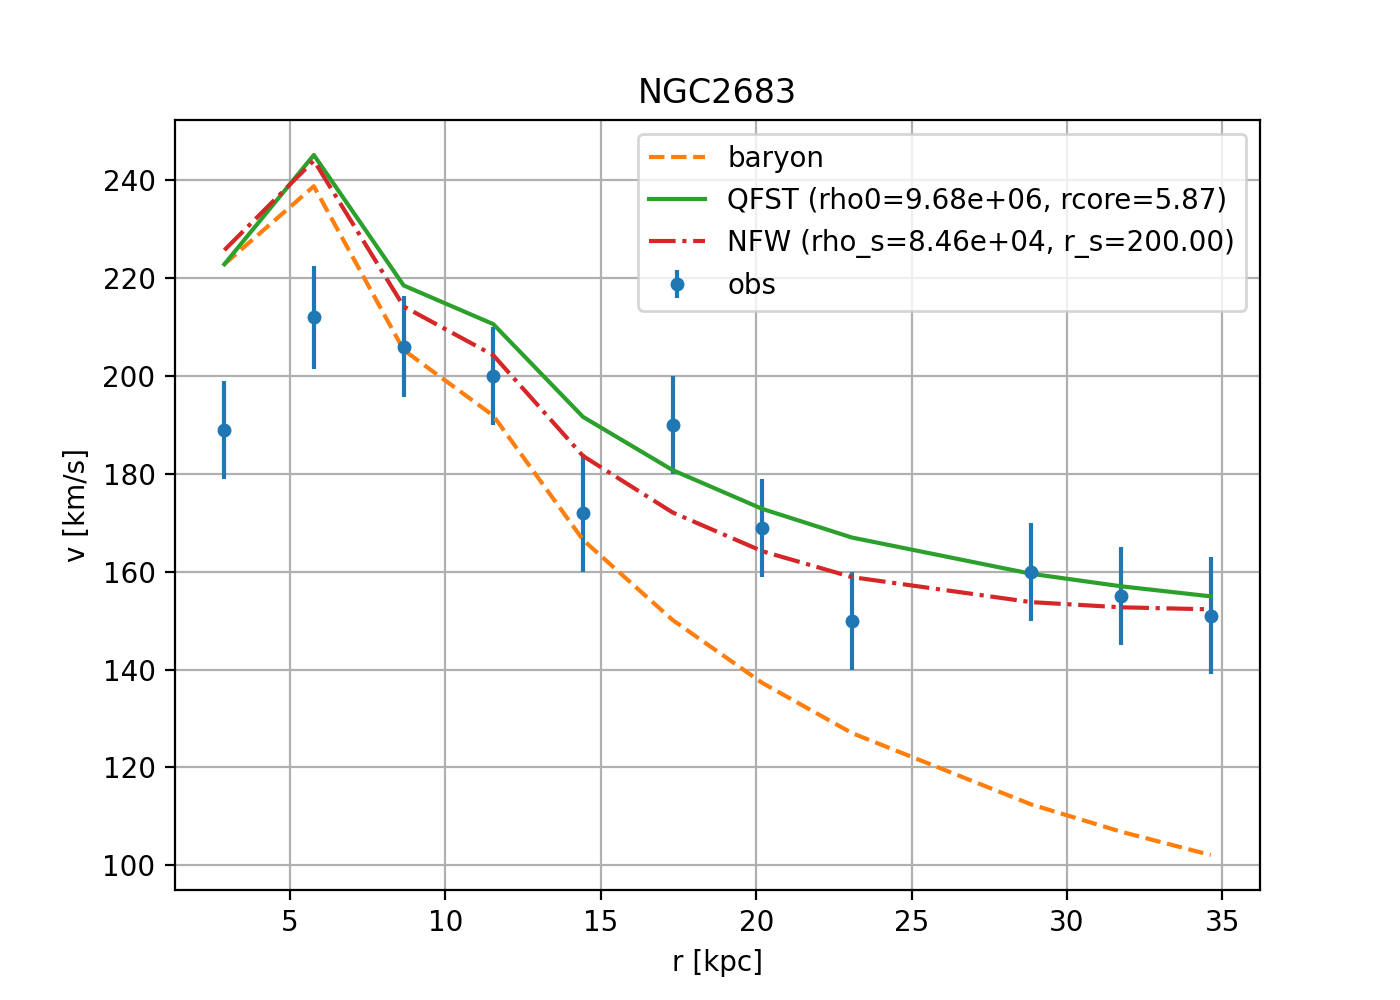 NGC2683
baryon
QFST (rho0=9.68e+06, rcore=5.87)
NFW (rho_s=8.46e+04, r_s=200.00)
obs
v [km/s]
240
220
200
180
160
140
120
100
5
10
15
20
25
30
35
r [kpc]